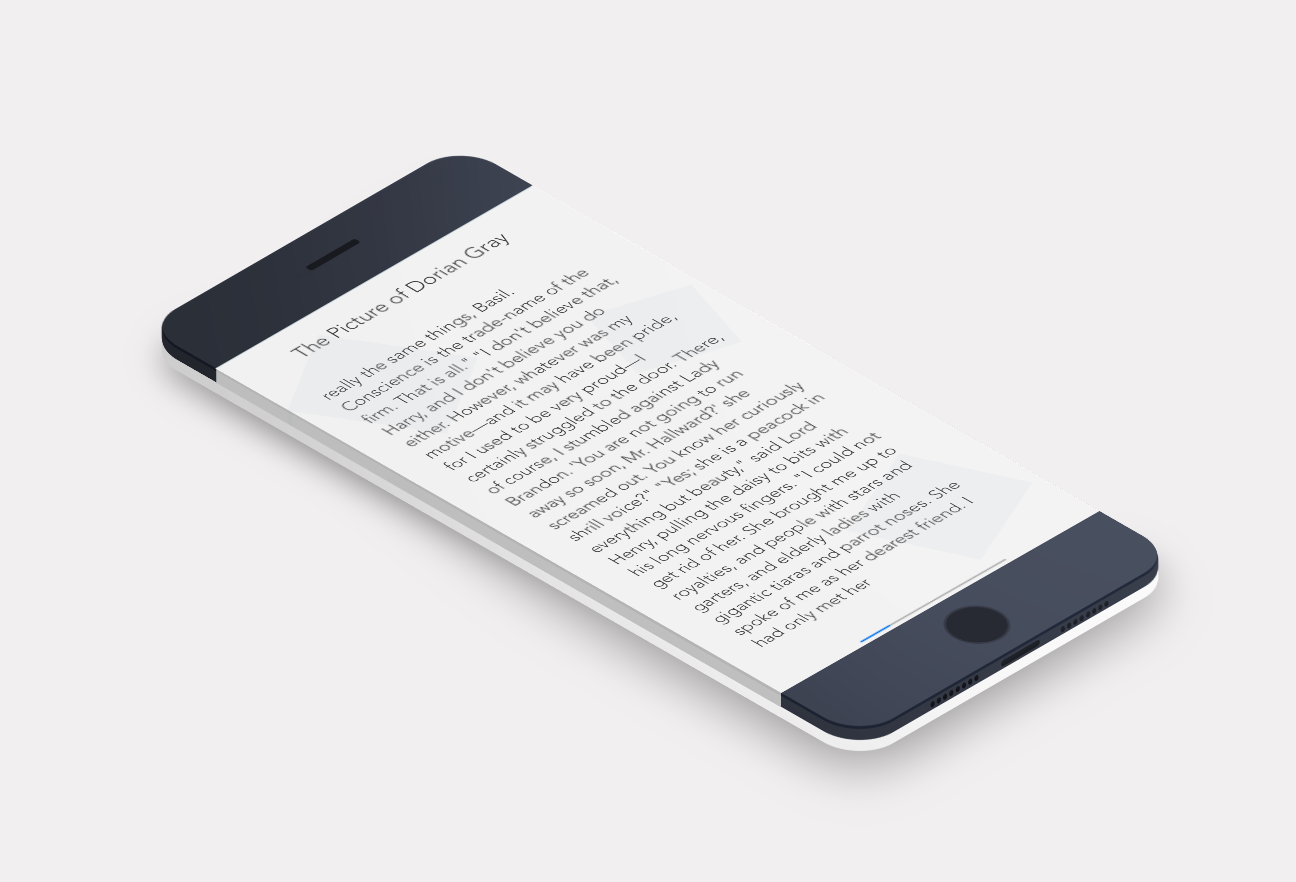 The Picture of Dorian Gray
really the same things, Basil.
Conscience is the trade-name of the
firm. That is all." "I don't believe that,
Harry, and I don't believe you do
either. However, whatever was my
motive—and it may have been pride,
for I used to be very proud—I
certainly struggled to the door. There,
of course, I stumbled against Lady
Brandon. 'You are not going to run
away so soon, Mr. Hallward?' she
screamed out. You know her curiously
shrill voice?" "Yes; she is a peacock in
everything but beauty," said Lord
Henry, pulling the daisy to bits with
his long nervous fingers. "I could not
get rid of her. She brought me up to
royalties, and people with stars and
garters, and elderly ladies with
gigantic tiaras and parrot noses. She
spoke of me as her dearest friend. I
had only met her